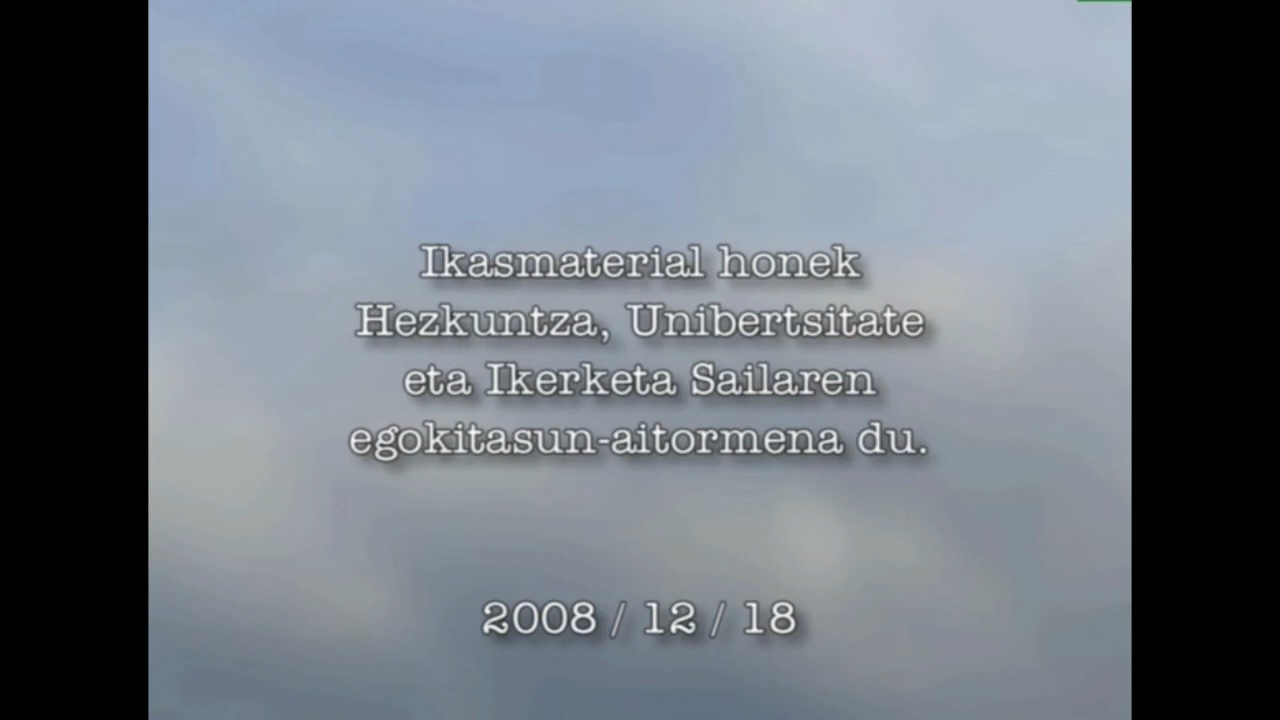 Ikasmaterial honek
Hezkuntza, Unibertsitate
eta Ikerketa Sailaren
egokitasun-aitormena du.
2008 / 12 / 18